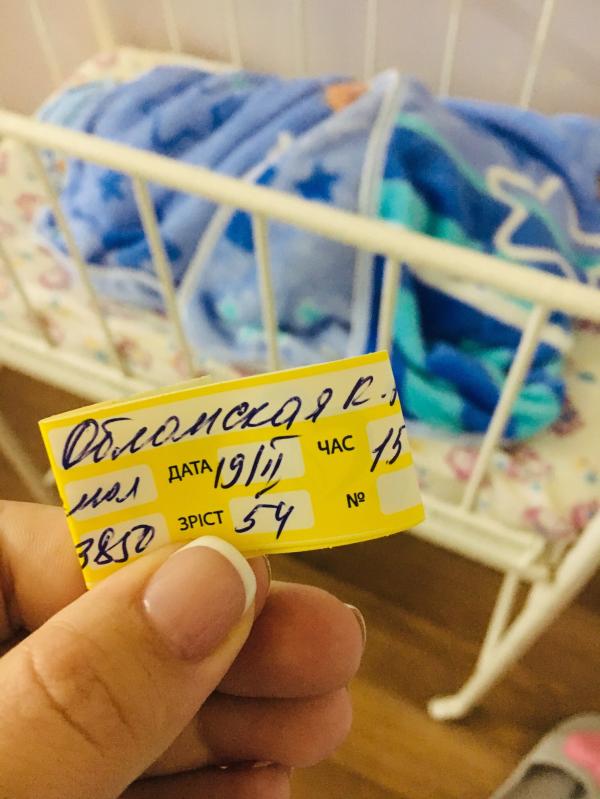 Обломская К.
мал ДАТА 19/II ЧАС 15
3850 ЗРІСТ 54 №